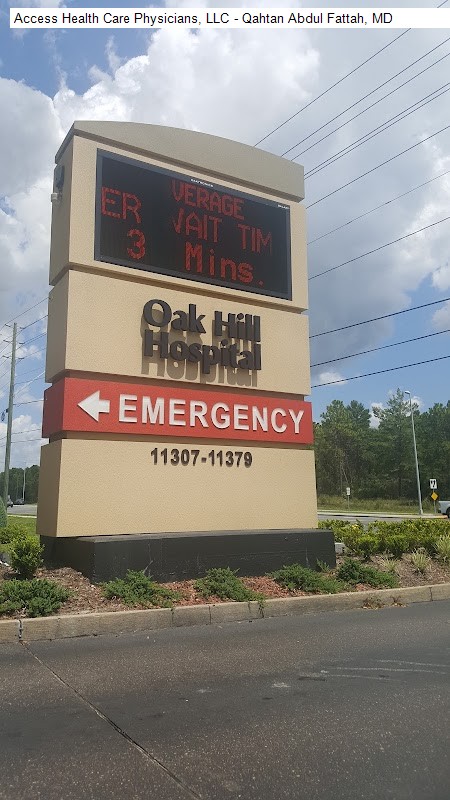 Access Health Care Physicians, LLC - Qahtan Abdul Fattah, MD
VERAGE
ER WAIT TIM
3 Mins.
Oak Hill
Hospital
EMERGENCY
11307-11379